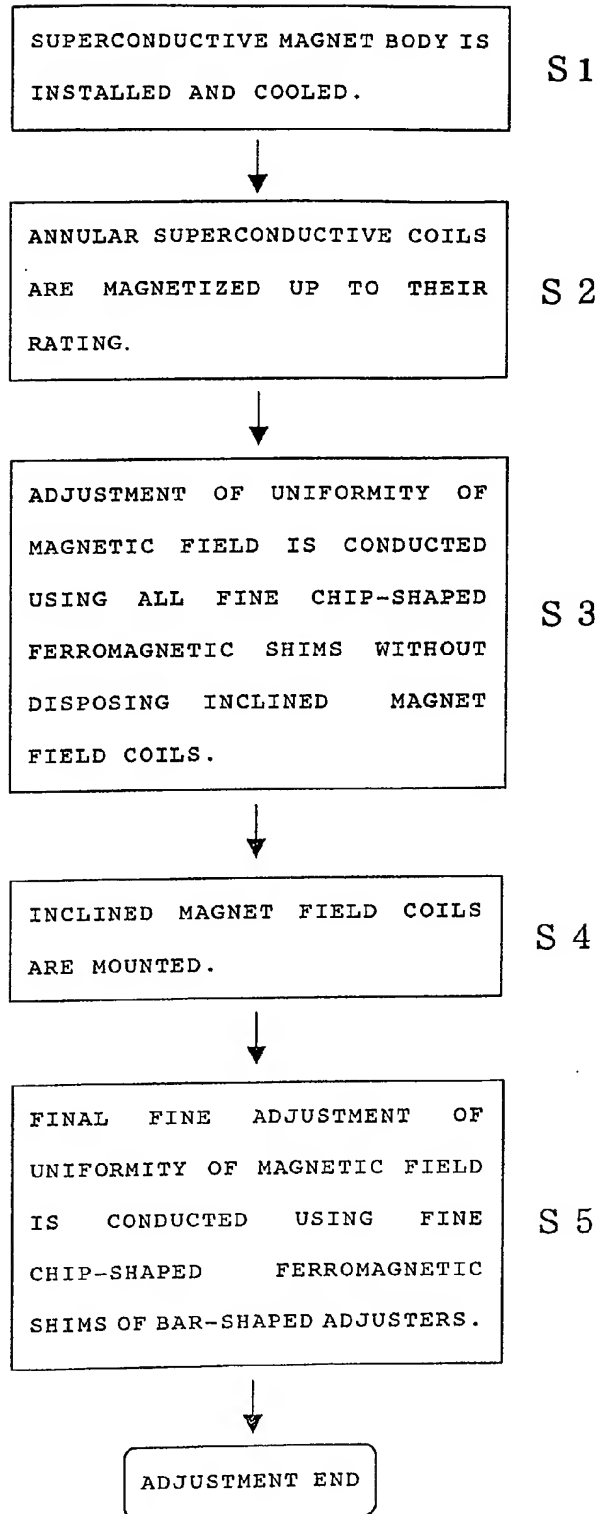 SUPERCONDUCTIVE MAGNET BODY IS
INSTALLED AND COOLED.
S1
ANNULAR SUPERCONDUCTIVE COILS
ARE MAGNETIZED UP TO THEIR
RATING.
S2
ADJUSTMENT OF UNIFORMITY OF
MAGNETIC FIELD IS CONDUCTED
USING ALL FINE CHIP-SHAPED
FERROMAGNETIC SHIMS WITHOUT
DISPOSING INCLINED MAGNET
FIELD COILS.
S3
INCLINED MAGNET FIELD COILS
ARE MOUNTED.
S4
FINAL FINE ADJUSTMENT OF
UNIFORMITY OF MAGNETIC FIELD
IS CONDUCTED USING FINE
CHIP-SHAPED FERROMAGNETIC
SHIMS OF BAR-SHAPED ADJUSTERS.
S5
ADJUSTMENT END